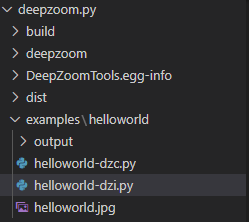 deepzoom.py
build
deepzoom
DeepZoomTools.egg-info
dist
examples\helloworld
output
helloworld-dzc.py
helloworld-dzi.py
helloworld.jpg